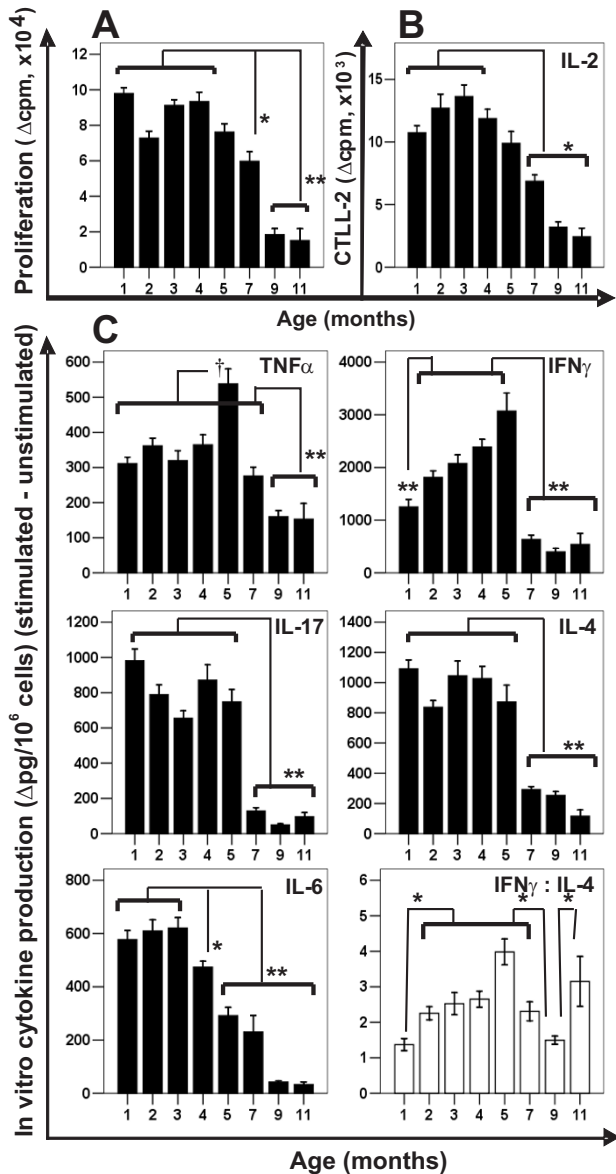 A
B
Proliferation (Δcpm, x10⁴)
12
10
8
6
4
2
0
*
**
1 2 3 4 5 7 9 11
CTLL-2 (Δcpm, x10³)
IL-2
15
10
5
0
*
1 2 3 4 5 7 9 11
Age (months)
C
In vitro cytokine production (Δpg/10⁶ cells) (stimulated - unstimulated)
TNFα
600
500
400
300
200
100
0
†
**
1 2 3 4 5 7 9 11
IFNγ
4000
3000
2000
1000
0
**
**
1 2 3 4 5 7 9 11
IL-17
1200
1000
800
600
400
200
0
**
1 2 3 4 5 7 9 11
IL-4
1200
1000
800
600
400
200
0
**
1 2 3 4 5 7 9 11
IL-6
800
600
400
200
0
*
**
1 2 3 4 5 7 9 11
IFNγ : IL-4
6
5
4
3
2
1
0
*
*
*
1 2 3 4 5 7 9 11
Age (months)